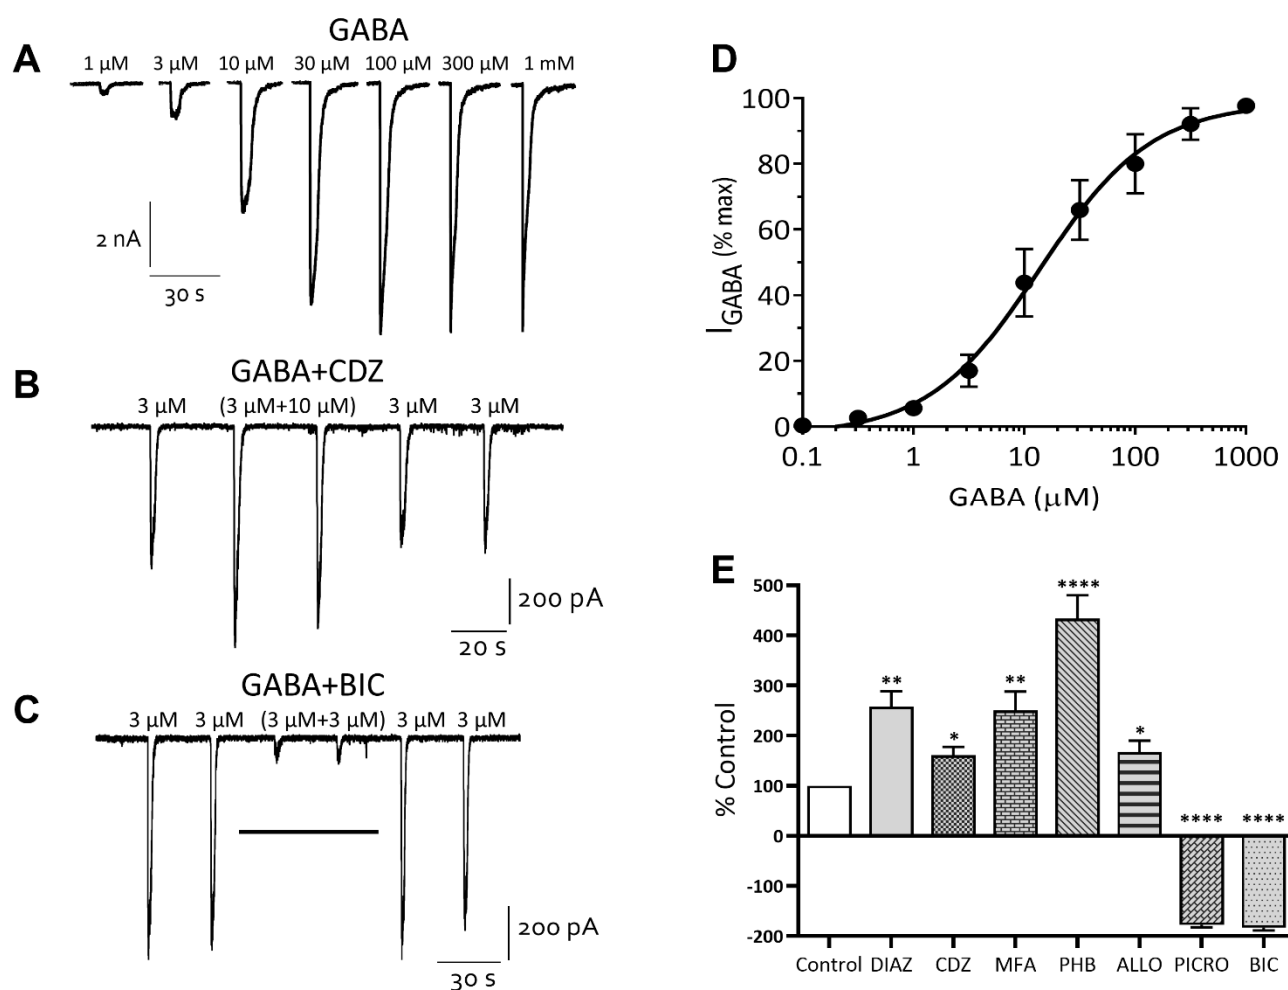 A
GABA
1 µM 3 µM 10 µM 30 µM 100 µM 300 µM 1 mM
2 nA
30 s
B
GABA+CDZ
3 µM (3 µM+10 µM) 3 µM 3 µM
200 pA
20 s
C
GABA+BIC
3 µM 3 µM (3 µM+3 µM) 3 µM 3 µM
200 pA
30 s
D
100
80
60
40
20
0
IGABA (% max)
0.1 1 10 100 1000
GABA (µM)
E
500
400
300
200
100
0
-100
-200
% Control
** * ** **** * **** ****
Control DIAZ CDZ MFA PHB ALLO PICRO BIC